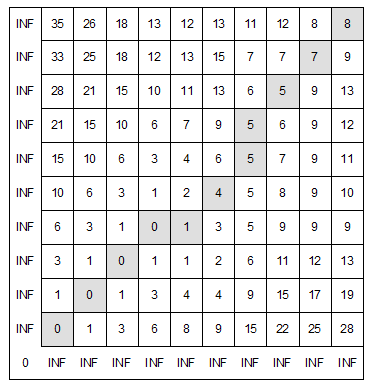 INF 35 26 18 13 12 13 11 12 8 8
INF 33 25 18 12 13 15 7 7 7 9
INF 28 21 15 10 11 13 6 5 9 13
INF 21 15 10 6 7 9 5 6 9 12
INF 15 10 6 3 4 6 5 7 9 11
INF 10 6 3 1 2 4 5 8 9 10
INF 6 3 1 0 1 3 5 9 9 9
INF 3 1 0 1 1 2 6 11 12 13
INF 1 0 1 3 4 4 9 15 17 19
INF 0 1 3 6 8 9 15 22 25 28
0 INF INF INF INF INF INF INF INF INF INF